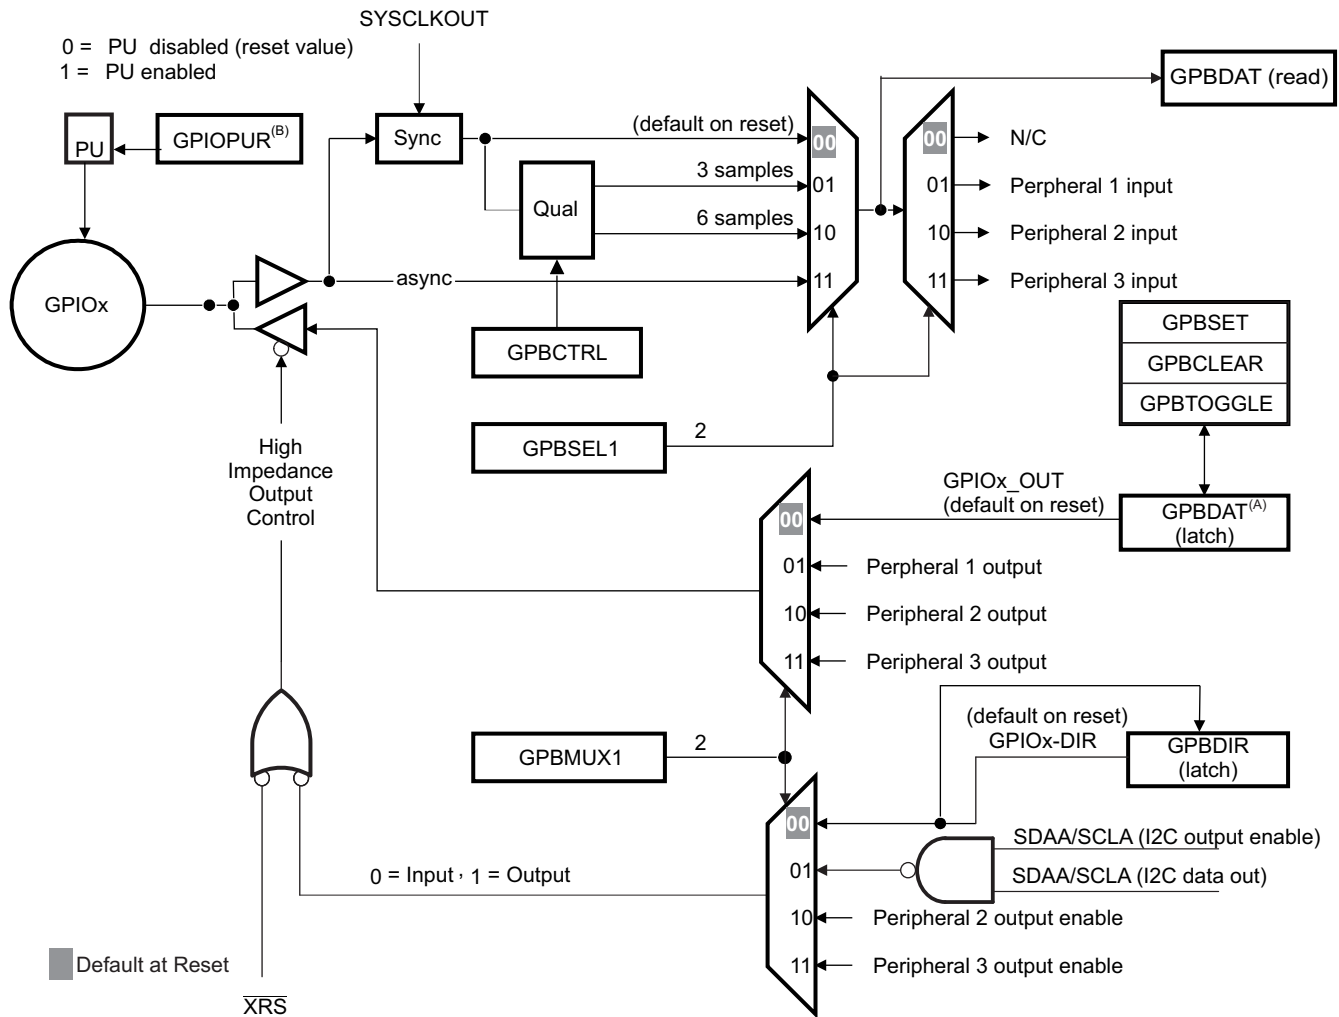 SYSCLKOUT
0 = PU disabled (reset value)
1 = PU enabled
GPBDAT (read)
PU
GPIOPUR(B)
Sync
(default on reset)
00
00
N/C
3 samples
01
01
Perpheral 1 input
Qual
6 samples
10
10
Peripheral 2 input
async
11
11
Peripheral 3 input
GPIOx
GPBCTRL
GPBSET
GPBCLEAR
GPBTOGGLE
GPBSEL1
2
High
Impedance
Output
Control
GPIOx_OUT
(default on reset)
00
GPBDAT(A)
(latch)
01
Perpheral 1 output
10
Peripheral 2 output
11
Peripheral 3 output
GPBMUX1
2
(default on reset)
GPIOx-DIR
GPBDIR
(latch)
00
SDAA/SCLA (I2C output enable)
01
SDAA/SCLA (I2C data out)
0 = Input, 1 = Output
10
Peripheral 2 output enable
11
Peripheral 3 output enable
Default at Reset
XRS